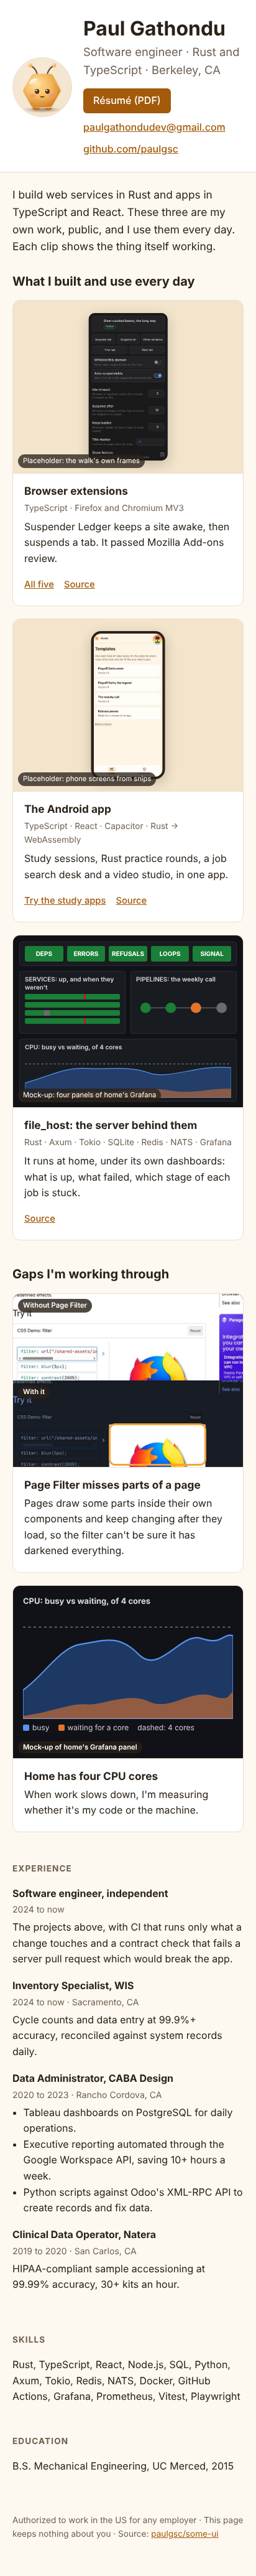 Paul Gathondu
Software engineer · Rust and
TypeScript · Berkeley, CA
Résumé (PDF)
paulgathondudev@gmail.com
github.com/paulgsc
I build web services in Rust and apps in
TypeScript and React. These three are my
own work, public, and I use them every day.
Each clip shows the thing itself working.
What I built and use every day
Placeholder: the walk's own frames
Browser extensions
TypeScript · Firefox and Chromium MV3
Suspender Ledger keeps a site awake, then
suspends a tab. It passed Mozilla Add-ons
review.
All five Source
Templates
Placeholder: phone screens from snips
The Android app
TypeScript · React · Capacitor · Rust →
WebAssembly
Study sessions, Rust practice rounds, a job
search desk and a video studio, in one app.
Try the study apps Source
DEPS ERRORS REFUSALS LOOPS SIGNAL
SERVICES: up, and when they
weren't
PIPELINES: the weekly call
CPU: busy vs waiting, of 4 cores
Mock-up: four panels of home's Grafana
file_host: the server behind them
Rust · Axum · Tokio · SQLite · Redis · NATS · Grafana
It runs at home, under its own dashboards:
what is up, what failed, which stage of each
job is stuck.
Source
Gaps I'm working through
Without Page Filter
See also
Try it
CSS Demo: filter
Reset
With it
See also
Try it
CSS Demo: filter
Reset
Page Filter misses parts of a page
Pages draw some parts inside their own
components and keep changing after they
load, so the filter can't be sure it has
darkened everything.
CPU: busy vs waiting, of 4 cores
busy waiting for a core dashed: 4 cores
Mock-up of home's Grafana panel
Home has four CPU cores
When work slows down, I'm measuring
whether it's my code or the machine.
EXPERIENCE
Software engineer, independent
2024 to now
The projects above, with CI that runs only what a
change touches and a contract check that fails a
server pull request which would break the app.
Inventory Specialist, WIS
2024 to now · Sacramento, CA
Cycle counts and data entry at 99.9%+
accuracy, reconciled against system records
daily.
Data Administrator, CABA Design
2020 to 2023 · Rancho Cordova, CA
• Tableau dashboards on PostgreSQL for daily
operations.
• Executive reporting automated through the
Google Workspace API, saving 10+ hours a
week.
• Python scripts against Odoo's XML-RPC API to
create records and fix data.
Clinical Data Operator, Natera
2019 to 2020 · San Carlos, CA
HIPAA-compliant sample accessioning at
99.99% accuracy, 30+ kits an hour.
SKILLS
Rust, TypeScript, React, Node.js, SQL, Python,
Axum, Tokio, Redis, NATS, Docker, GitHub
Actions, Grafana, Prometheus, Vitest, Playwright
EDUCATION
B.S. Mechanical Engineering, UC Merced, 2015
Authorized to work in the US for any employer · This page
keeps nothing about you · Source: paulgsc/some-ui